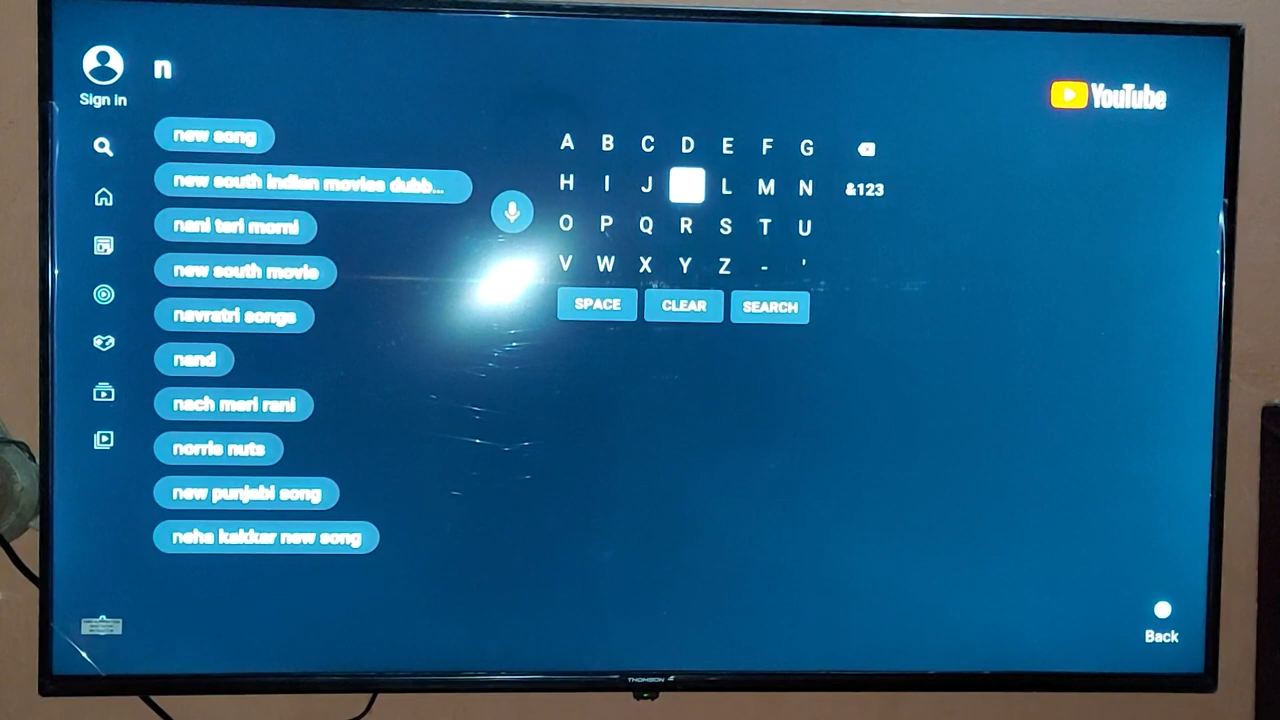 n
Sign in
YouTube
new song
new south indian movies dubb...
nani teri morni
new south movie
navratri songs
nand
nach meri rani
norris nuts
new punjabi song
neha kakkar new song
A B C D E F G
H I J L M N &123
O P Q R S T U
V W X Y Z - '
SPACE CLEAR SEARCH
Back
THOMSON